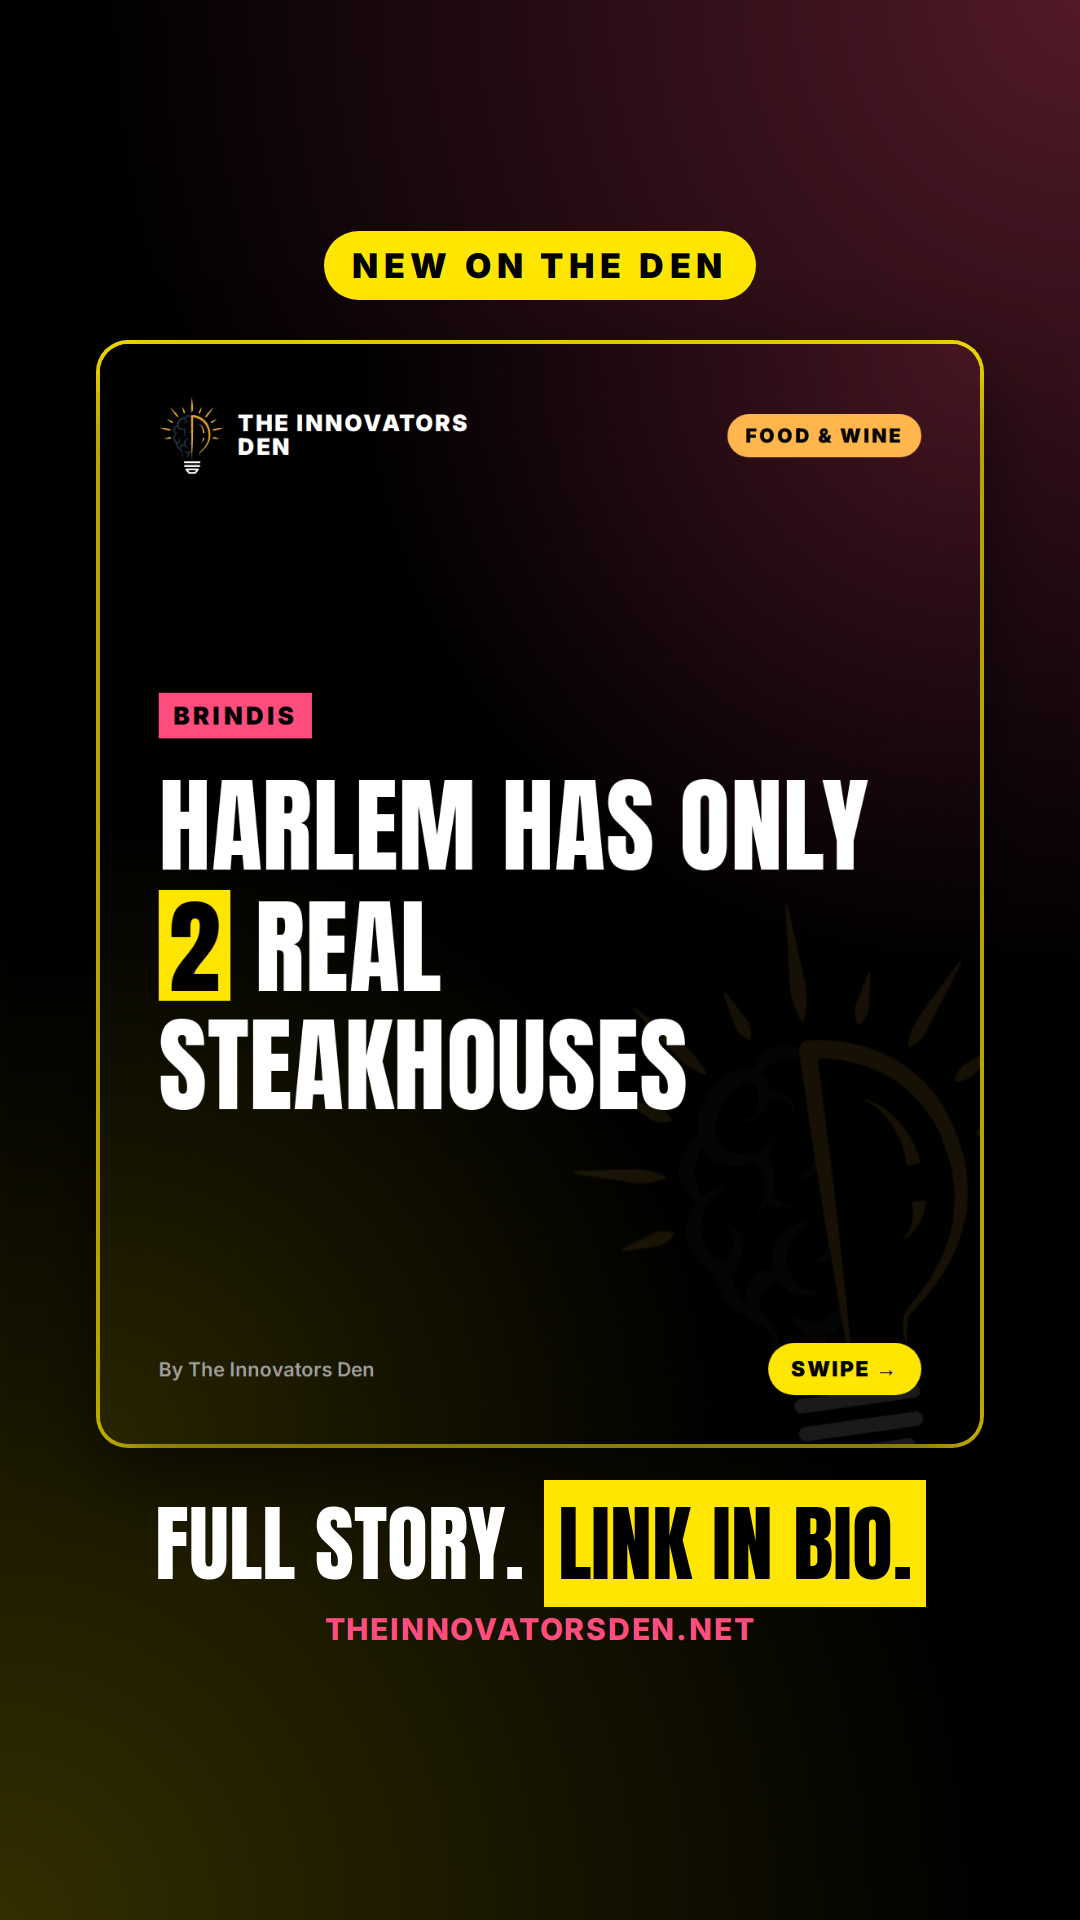 NEW ON THE DEN
THE INNOVATORS
DEN
FOOD & WINE
BRINDIS
HARLEM HAS ONLY
2 REAL
STEAKHOUSES
By The Innovators Den
SWIPE →
FULL STORY. LINK IN BIO.
THEINNOVATORSDEN.NET